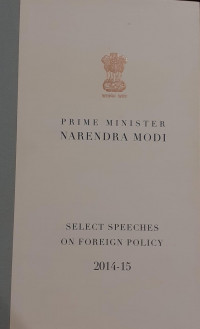 PRIME MINISTER
NARENDRA MODI
SELECT SPEECHES
ON FOREIGN POLICY
2014-15